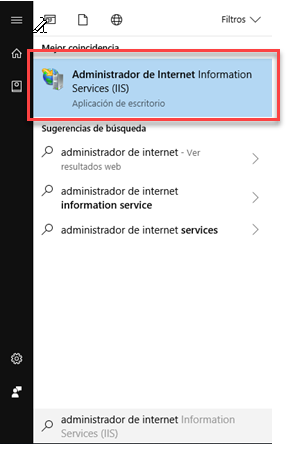 Filtros
Mejor coincidencia
Administrador de Internet Information
Services (IIS)
Aplicación de escritorio
Sugerencias de búsqueda
administrador de internet - Ver
resultados web
administrador de internet
information service
administrador de internet services
administrador de internet Information
Services (IIS)